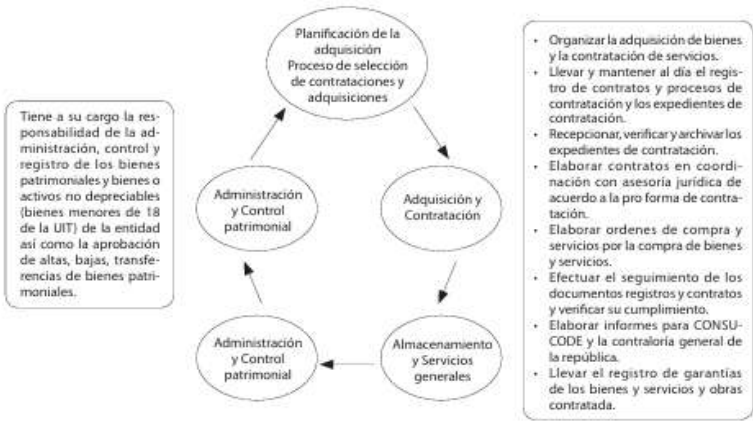 Planificación de la
adquisición
Proceso de selección
de contrataciones y
adquisiciones
Tiene a su cargo la res-
ponsabilidad de la ad-
ministración, control y
registro de los bienes
patrimoniales y bienes o
activos no depreciables
(bienes menores de 18
de la UIT) de la entidad
así como la aprobación
de altas, bajas, transfe-
rencias de bienes patri-
moniales.
Administración
y Control
patrimonial
Adquisición y
Contratación
Administración
y Control
patrimonial
Almacenamiento
y Servicios
generales
• Organizar la adquisición de bienes
y la contratación de servicios.
• Llevar y mantener al día el regis-
tro de contratos y procesos de
contratación y los expedientes de
contratación.
• Recepcionar, verificar y archivar los
expedientes de contratación.
• Elaborar contratos en coordi-
nación con asesoría jurídica de
acuerdo a la pro forma de contra-
tación.
• Elaborar ordenes de compra y
servicios por la compra de bienes
y servicios.
• Efectuar el seguimiento de los
documentos registros y contratos
y verificar su cumplimiento.
• Elaborar informes para CONSU-
CODE y la contraloría general de
la república.
• Llevar el registro de garantías
de los bienes y servicios y obras
contratada.